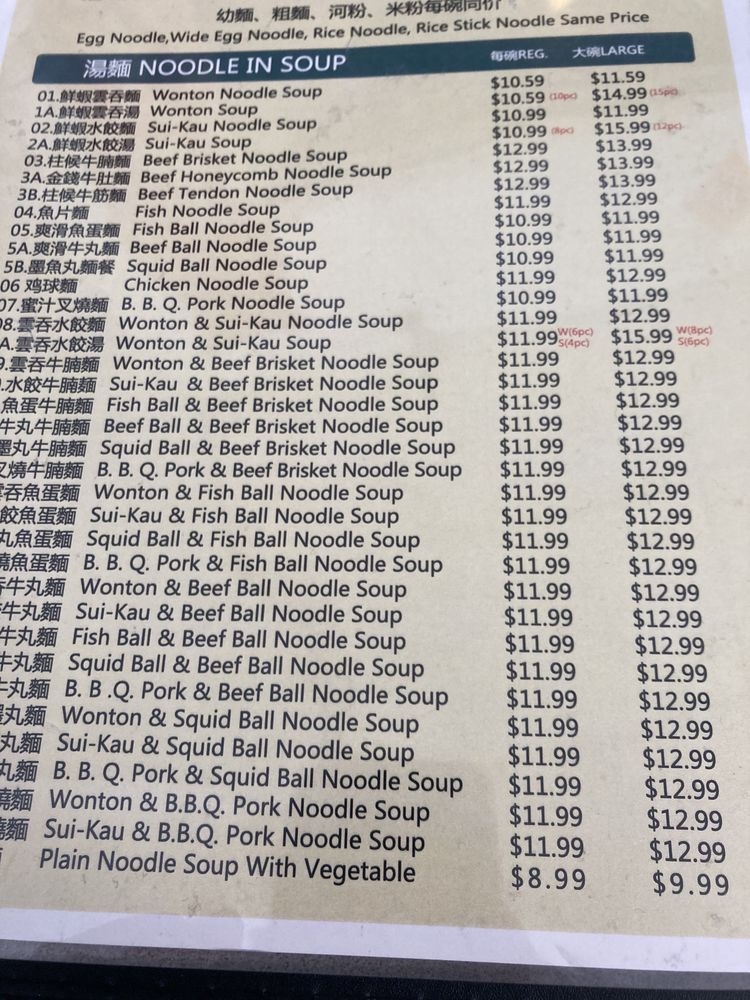 幼麵、粗麵、河粉、米粉每碗同价
Egg Noodle,Wide Egg Noodle, Rice Noodle, Rice Stick Noodle Same Price
湯麵 NOODLE IN SOUP 每碗REG. 大碗LARGE
01.鮮蝦雲吞麵 Wonton Noodle Soup $10.59 $11.59
1A.鮮蝦雲吞湯 Wonton Soup $10.59 (10pc) $14.99 (15pc)
02.鮮蝦水餃麵 Sui-Kau Noodle Soup $10.99 $11.99
2A.鮮蝦水餃湯 Sui-Kau Soup $10.99 (8pc) $15.99 (12pc)
03.柱候牛腩麵 Beef Brisket Noodle Soup $12.99 $13.99
3A.金錢牛肚麵 Beef Honeycomb Noodle Soup $12.99 $13.99
3B.柱候牛筋麵 Beef Tendon Noodle Soup $12.99 $13.99
04.魚片麵 Fish Noodle Soup $11.99 $12.99
05.爽滑魚蛋麵 Fish Ball Noodle Soup $10.99 $11.99
5A.爽滑牛丸麵 Beef Ball Noodle Soup $10.99 $11.99
5B.墨魚丸麵餐 Squid Ball Noodle Soup $10.99 $11.99
06 鸡球麵 Chicken Noodle Soup $11.99 $12.99
07.蜜汁叉燒麵 B. B. Q. Pork Noodle Soup $10.99 $11.99
08.雲吞水餃麵 Wonton & Sui-Kau Noodle Soup $11.99 $12.99
A.雲吞水餃湯 Wonton & Sui-Kau Soup $11.99 W(6pc) S(4pc) $15.99 W(8pc) S(6pc)
9.雲吞牛腩麵 Wonton & Beef Brisket Noodle Soup $11.99 $12.99
.水餃牛腩麵 Sui-Kau & Beef Brisket Noodle Soup $11.99 $12.99
魚蛋牛腩麵 Fish Ball & Beef Brisket Noodle Soup $11.99 $12.99
牛丸牛腩麵 Beef Ball & Beef Brisket Noodle Soup $11.99 $12.99
墨丸牛腩麵 Squid Ball & Beef Brisket Noodle Soup $11.99 $12.99
叉燒牛腩麵 B. B. Q. Pork & Beef Brisket Noodle Soup $11.99 $12.99
雲吞魚蛋麵 Wonton & Fish Ball Noodle Soup $11.99 $12.99
餃魚蛋麵 Sui-Kau & Fish Ball Noodle Soup $11.99 $12.99
丸魚蛋麵 Squid Ball & Fish Ball Noodle Soup $11.99 $12.99
燒魚蛋麵 B. B. Q. Pork & Fish Ball Noodle Soup $11.99 $12.99
吞牛丸麵 Wonton & Beef Ball Noodle Soup $11.99 $12.99
牛丸麵 Sui-Kau & Beef Ball Noodle Soup $11.99 $12.99
牛丸麵 Fish Ball & Beef Ball Noodle Soup $11.99 $12.99
牛丸麵 Squid Ball & Beef Ball Noodle Soup $11.99 $12.99
牛丸麵 B. B .Q. Pork & Beef Ball Noodle Soup $11.99 $12.99
墨丸麵 Wonton & Squid Ball Noodle Soup $11.99 $12.99
丸麵 Sui-Kau & Squid Ball Noodle Soup $11.99 $12.99
丸麵 B. B. Q. Pork & Squid Ball Noodle Soup $11.99 $12.99
燒麵 Wonton & B.B.Q. Pork Noodle Soup $11.99 $12.99
燒麵 Sui-Kau & B.B.Q. Pork Noodle Soup $11.99 $12.99
Plain Noodle Soup With Vegetable $8.99 $9.99